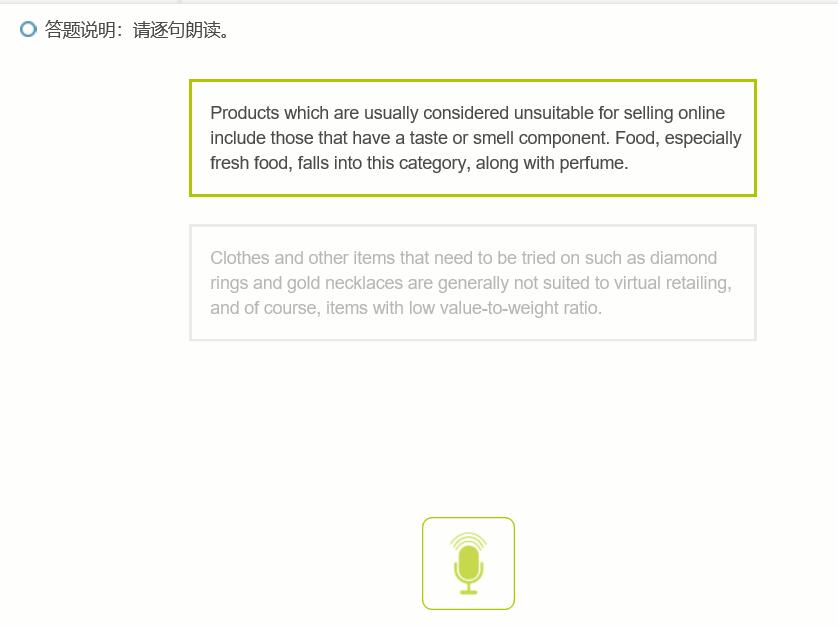 答题说明：请逐句朗读。
Products which are usually considered unsuitable for selling online
include those that have a taste or smell component. Food, especially
fresh food, falls into this category, along with perfume.
Clothes and other items that need to be tried on such as diamond
rings and gold necklaces are generally not suited to virtual retailing,
and of course, items with low value-to-weight ratio.